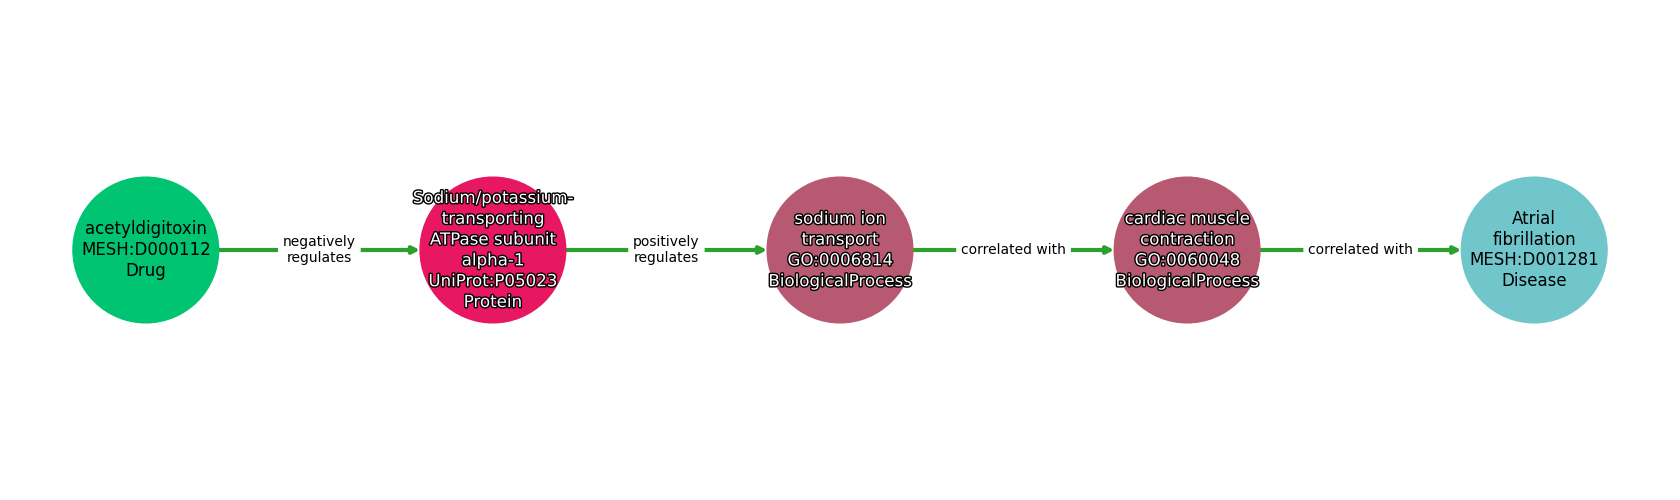 acetyldigitoxin
MESH:D000112
Drug
negatively
regulates
Sodium/potassium-
transporting
ATPase subunit
alpha-1
UniProt:P05023
Protein
positively
regulates
sodium ion
transport
GO:0006814
BiologicalProcess
correlated with
cardiac muscle
contraction
GO:0060048
BiologicalProcess
correlated with
Atrial
fibrillation
MESH:D001281
Disease